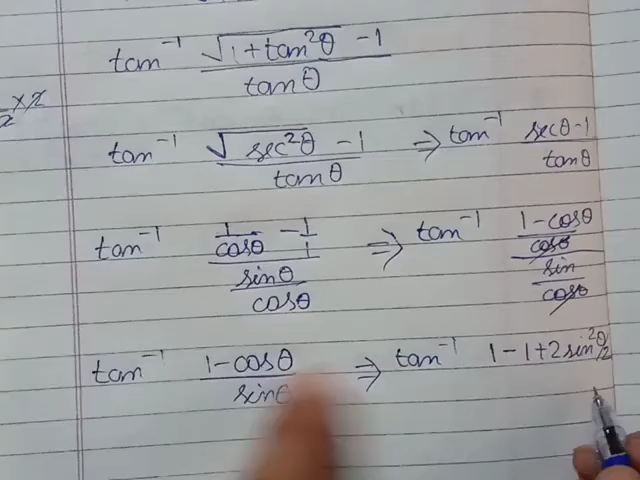 tan⁻¹ (√(1+tan²θ) -1)/(tanθ)
tan⁻¹ (√(sec²θ) -1)/(tanθ) ⇒ tan⁻¹ (secθ-1)/(tanθ)
tan⁻¹ (1/cosθ - 1/1)/(sinθ/cosθ) ⇒ tan⁻¹ ((1-cosθ)/cosθ)/(sin/cosθ)
tan⁻¹ (1-cosθ)/(sinθ) ⇒ tan⁻¹ 1-1+2sin²θ/2